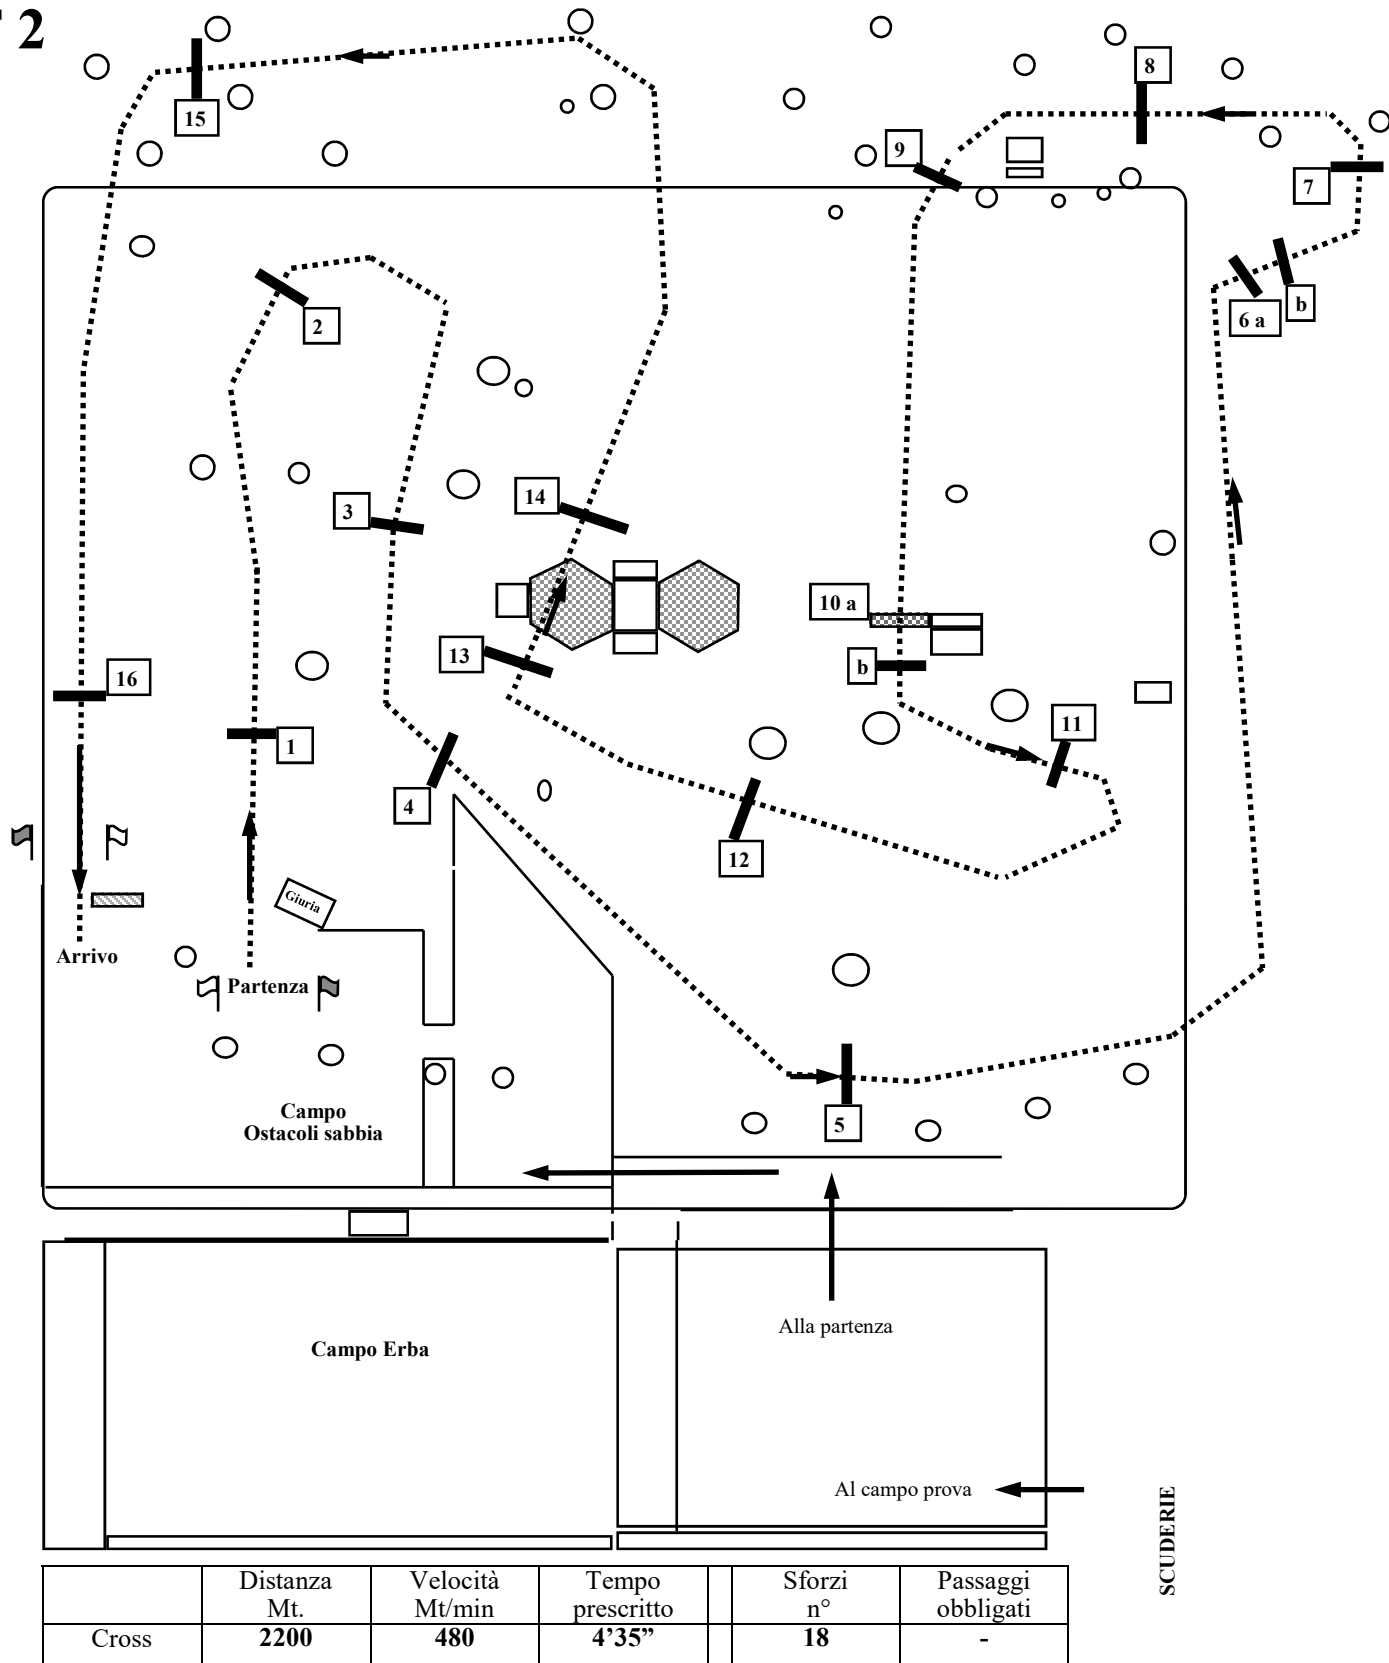 2
8
15
9
7
6 a
b
2
3
14
10 a
13
b
16
11
1
4
12
Giuria
Arrivo
Partenza
Campo
Ostacoli sabbia
5
Alla partenza
Campo Erba
Al campo prova
SCUDERIE
Distanza Mt. Velocità Mt/min Tempo prescritto Sforzi n° Passaggi obbligati
Cross 2200 480 4’35” 18 -